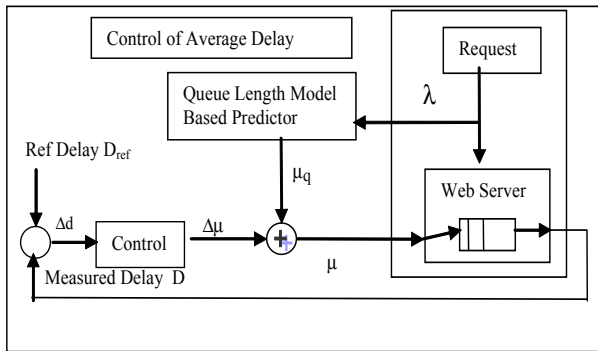 Control of Average Delay
Request
Queue Length Model
Based Predictor
λ
Ref Delay Dref
μq
Web Server
Δd
Control
Δμ
μ
Measured Delay D